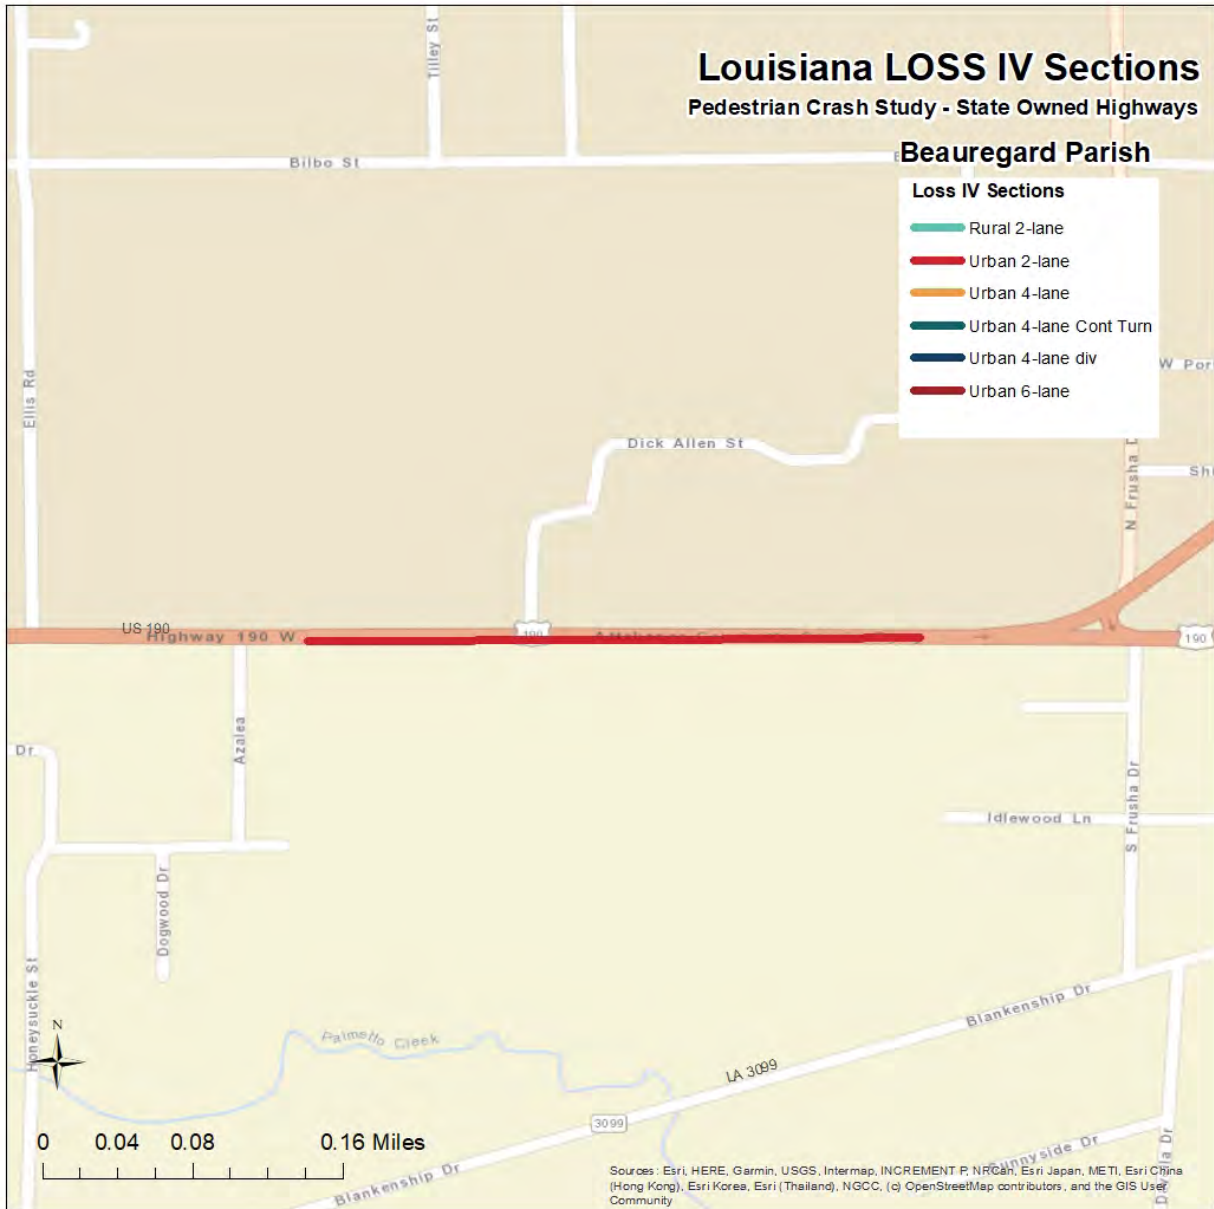 Louisiana LOSS IV Sections
Pedestrian Crash Study - State Owned Highways
Beauregard Parish
Loss IV Sections
Rural 2-lane
Urban 2-lane
Urban 4-lane
Urban 4-lane Cont Turn
Urban 4-lane div
Urban 6-lane
Tilley St
Bilbo St
Ellis Rd
W Por
Dick Allen St
N Frusha D
Shi
US 190
Highway 190 W
190
190
Azalea
Dr
Dogwood Dr
Honeysuckle St
Idlewood Ln
S Frusha Dr
Blankenship Dr
Palmetto Creek
LA 3099
3099
Blankenship Dr
Sunnyside Dr
Davilla Dr
N
0 0.04 0.08 0.16 Miles
Sources: Esri, HERE, Garmin, USGS, Intermap, INCREMENT P, NRCan, Esri Japan, METI, Esri China
(Hong Kong), Esri Korea, Esri (Thailand), NGCC, (c) OpenStreetMap contributors, and the GIS User
Community